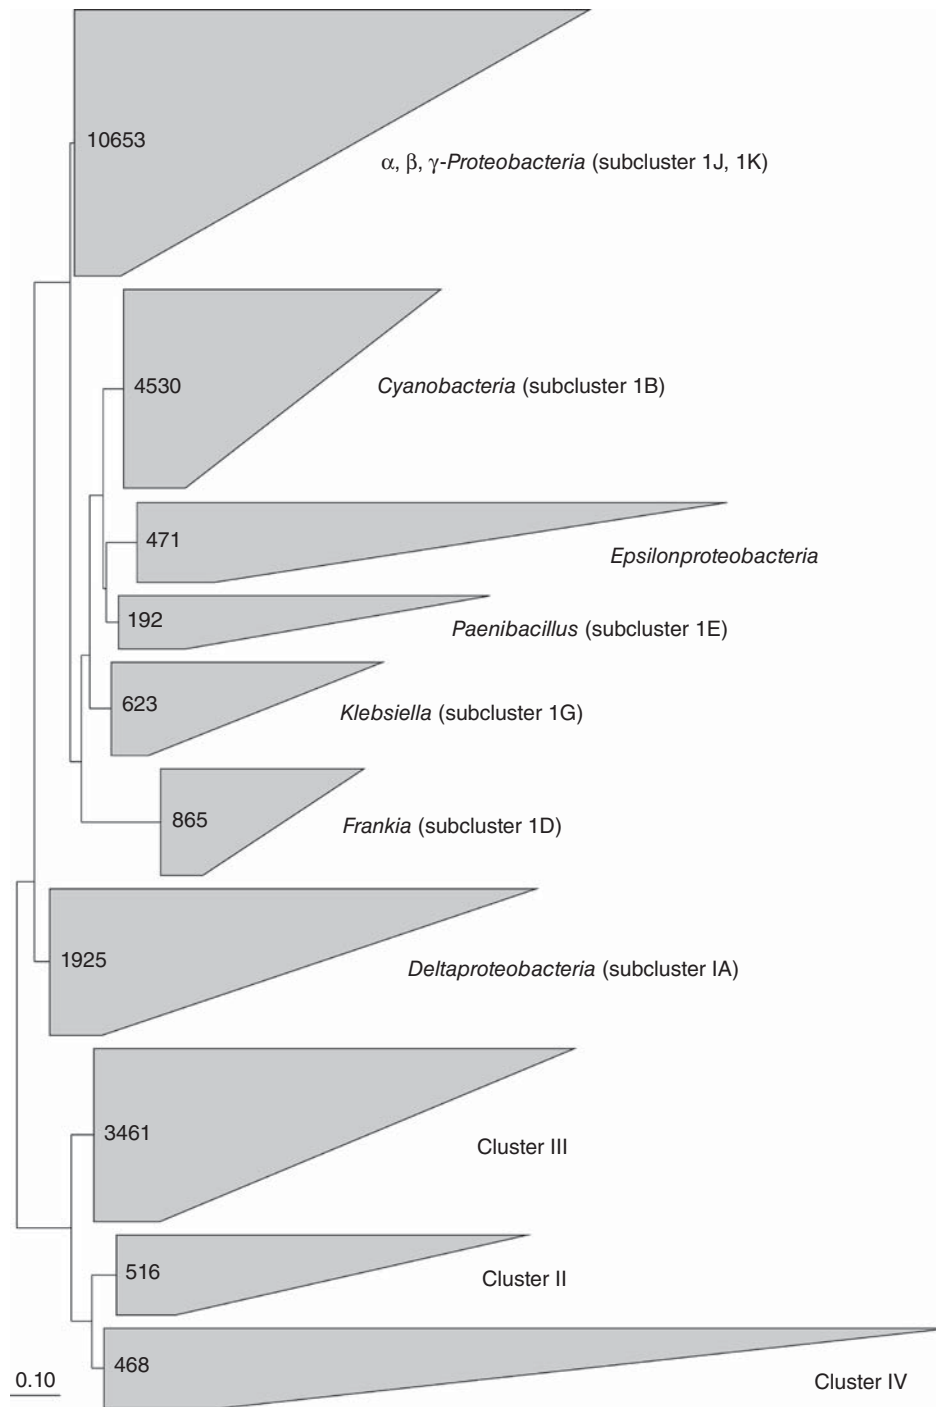 10653
α, β, γ-Proteobacteria (subcluster 1J, 1K)
4530
Cyanobacteria (subcluster 1B)
471
Epsilonproteobacteria
192
Paenibacillus (subcluster 1E)
623
Klebsiella (subcluster 1G)
865
Frankia (subcluster 1D)
1925
Deltaproteobacteria (subcluster IA)
3461
Cluster III
516
Cluster II
468
0.10
Cluster IV